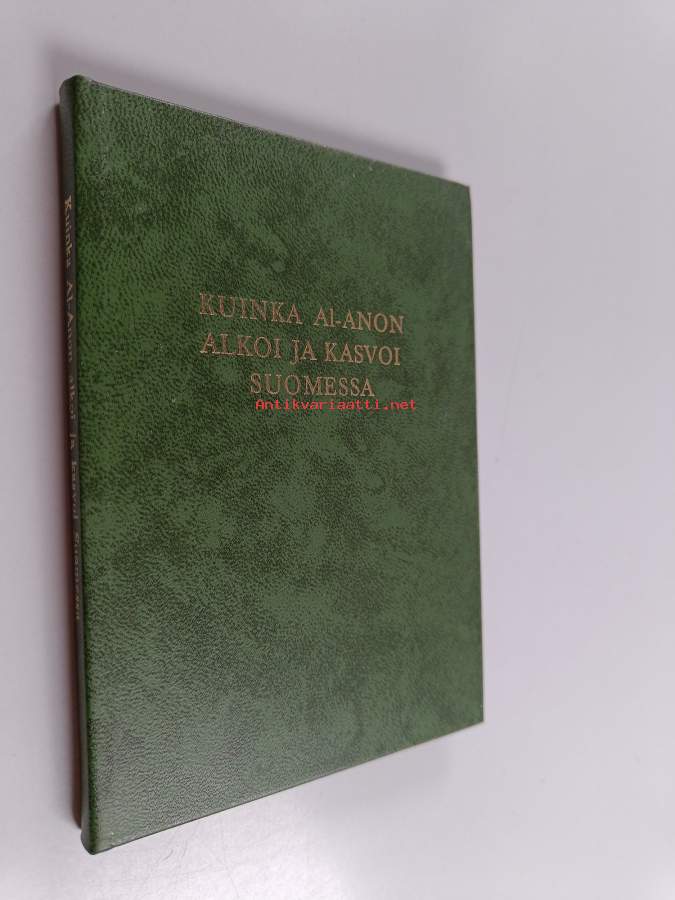 KUINKA Al-ANON
ALKOI JA KASVOI
SUOMESSA
Antikvariaatti.net
Kuinka Al-Anon alkoi ja kasvoi Suomessa